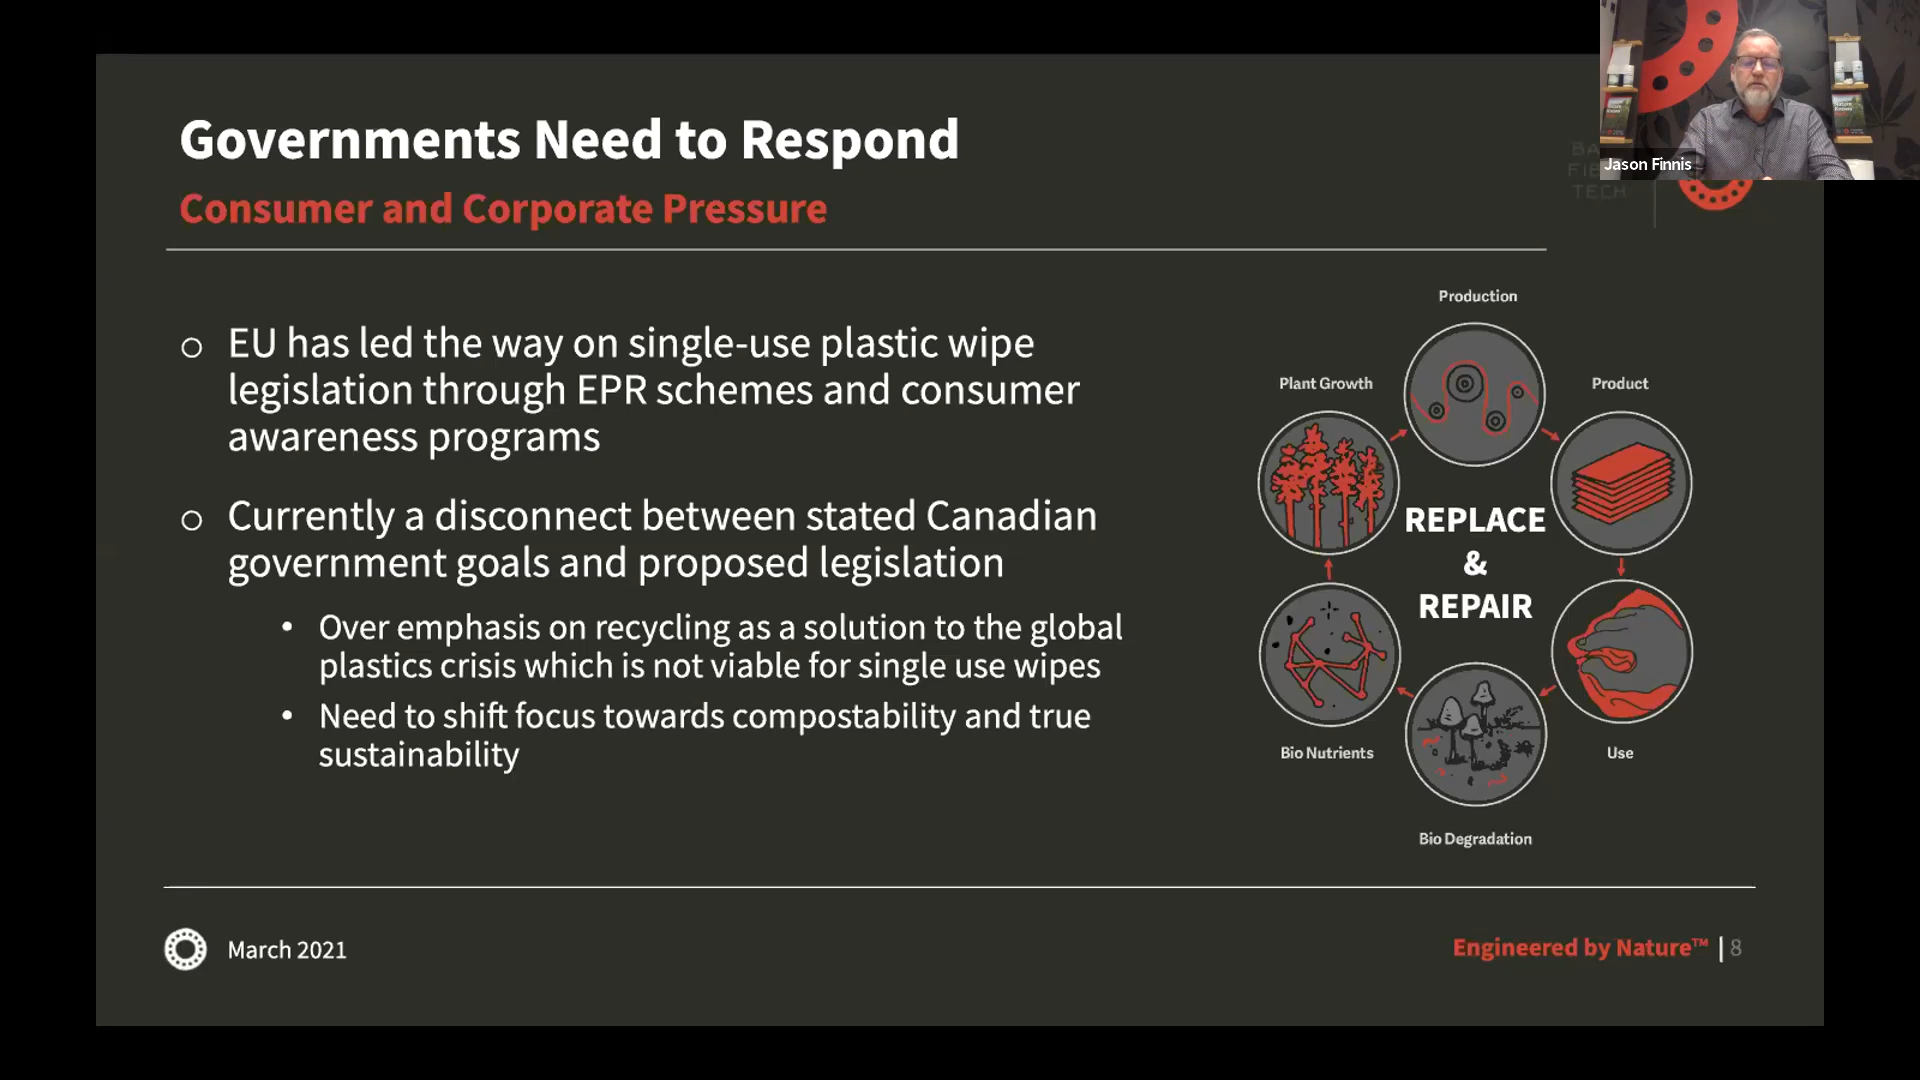 Governments Need to Respond
Consumer and Corporate Pressure
TECH
Jason Finnis
EU has led the way on single-use plastic wipe
legislation through EPR schemes and consumer
awareness programs
Currently a disconnect between stated Canadian
government goals and proposed legislation
Over emphasis on recycling as a solution to the global
plastics crisis which is not viable for single use wipes
Need to shift focus towards compostability and true
sustainability
Production
Plant Growth
Product
REPLACE
&
REPAIR
Bio Nutrients
Use
Bio Degradation
March 2021
Engineered by Nature™ | 8